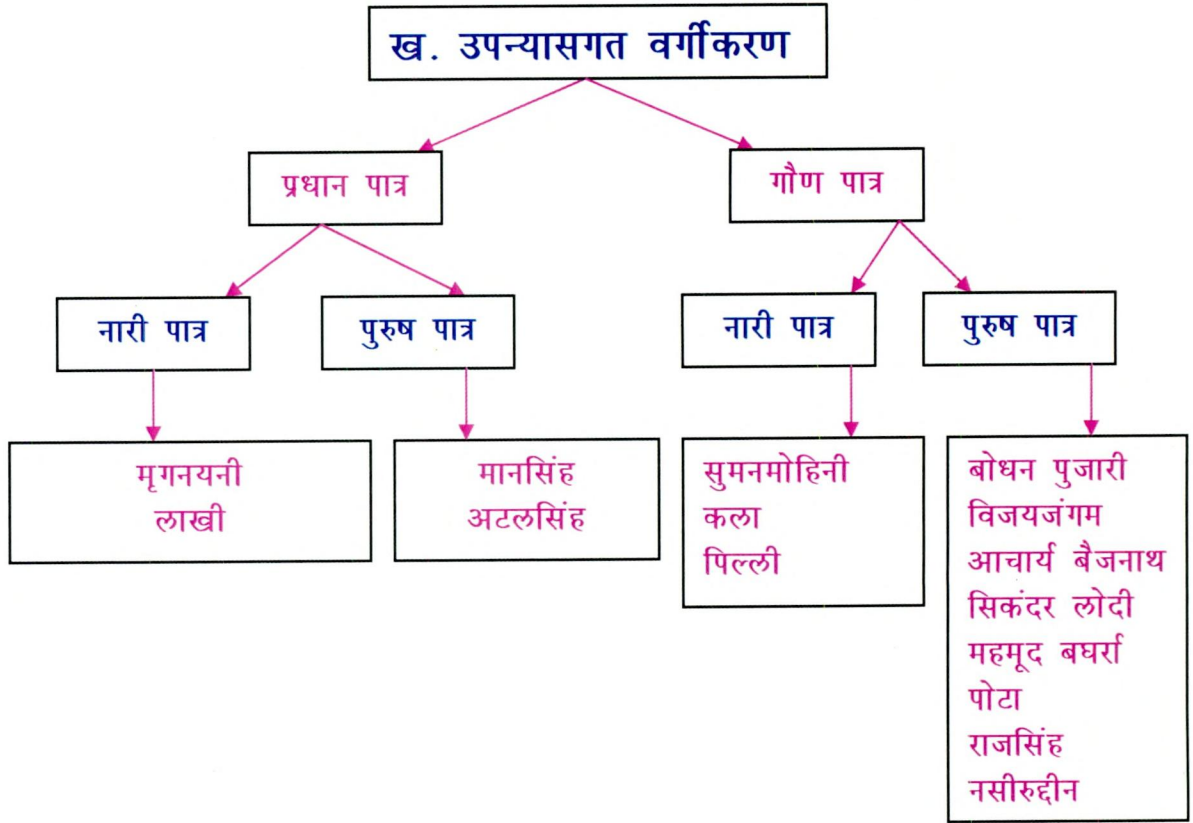 ख. उपन्यासगत वर्गीकरण
प्रधान पात्र
गौण पात्र
नारी पात्र
पुरुष पात्र
नारी पात्र
पुरुष पात्र
मृगनयनी
लाखी
मानसिंह
अटलसिंह
सुमनमोहिनी
कला
पिल्ली
बोधन पुजारी
विजयजंगम
आचार्य बैजनाथ
सिकंदर लोदी
महमूद बघर्रा
पोटा
राजसिंह
नसीरुद्दीन